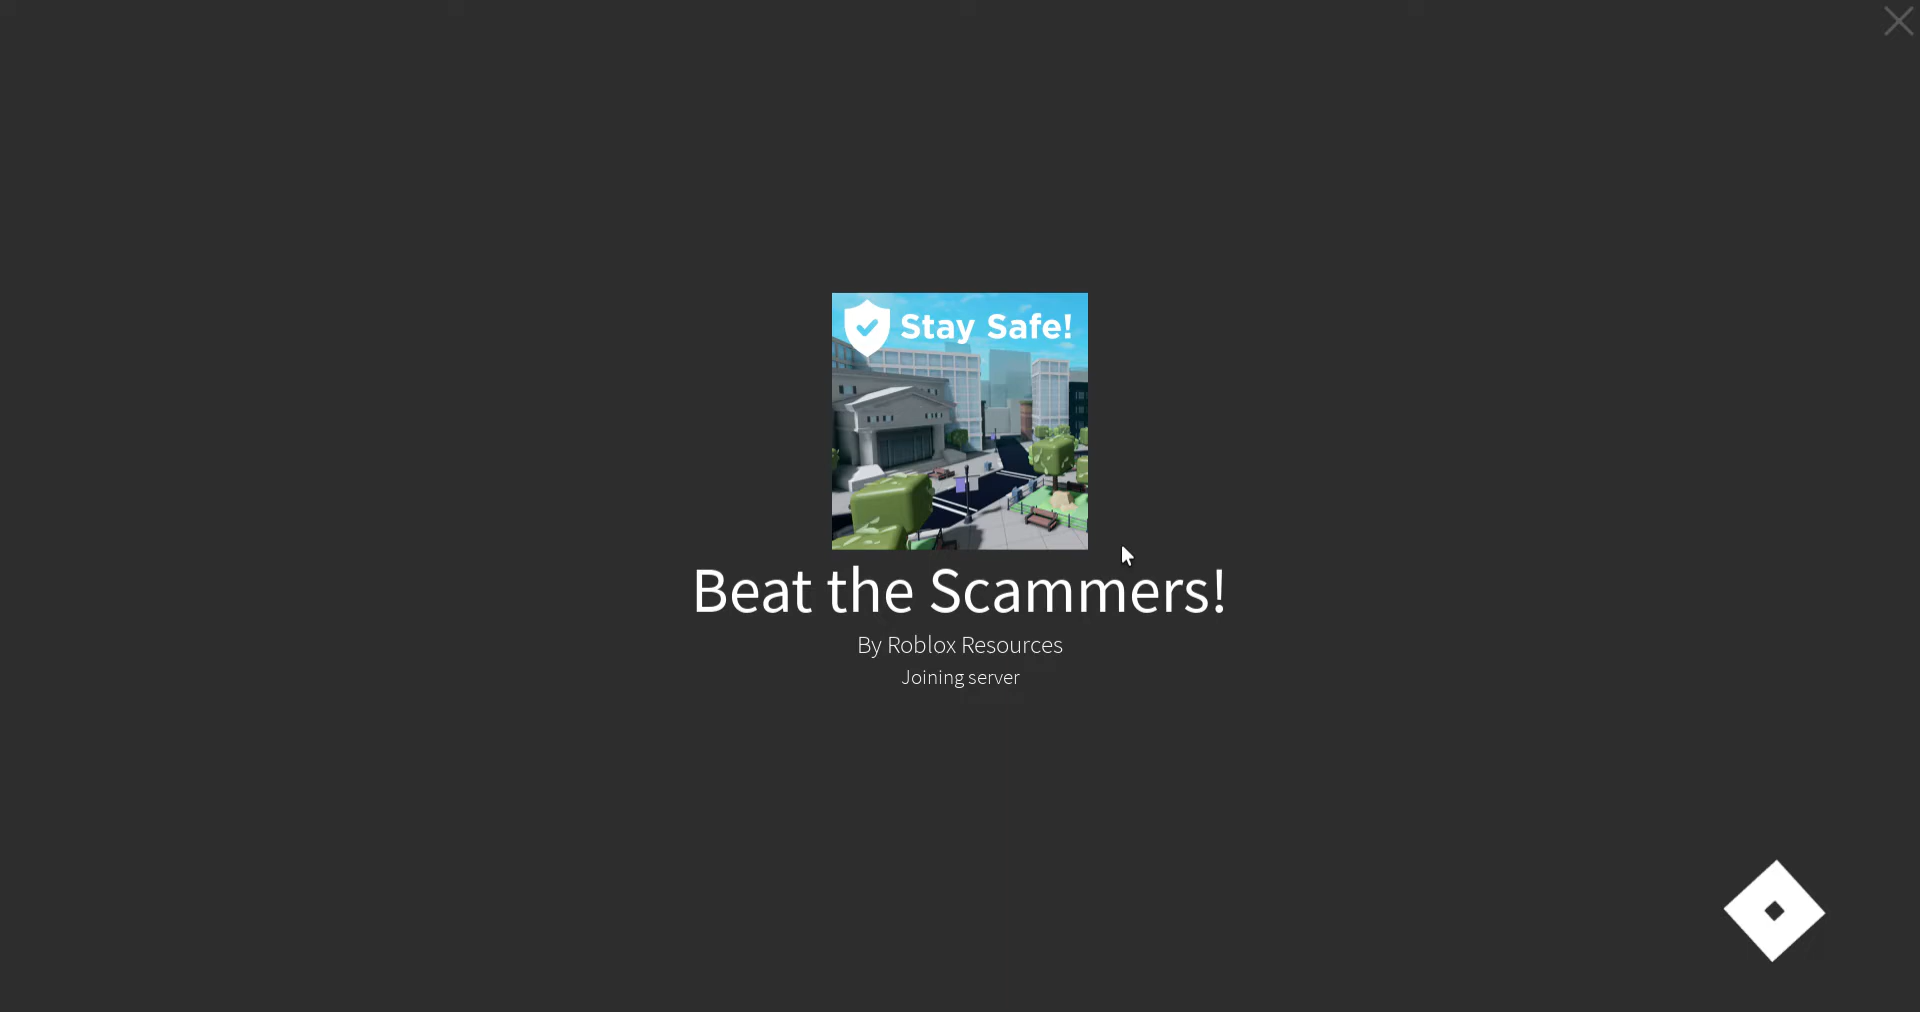 Stay Safe!
Beat the Scammers!
By Roblox Resources
Joining server